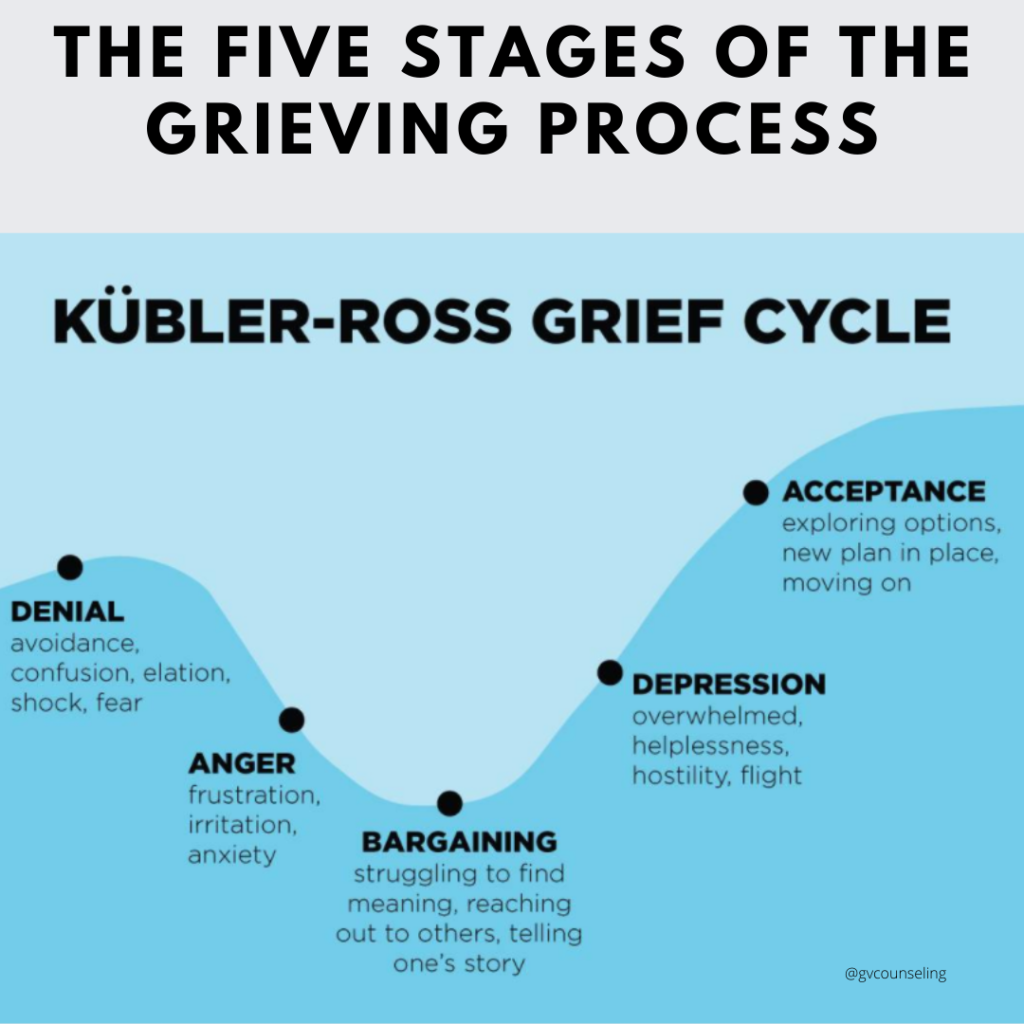 THE FIVE STAGES OF THE
GRIEVING PROCESS
KÜBLER-ROSS GRIEF CYCLE
DENIAL
avoidance,
confusion, elation,
shock, fear
ANGER
frustration,
irritation,
anxiety
BARGAINING
struggling to find
meaning, reaching
out to others, telling
one's story
DEPRESSION
overwhelmed,
helplessness,
hostility, flight
ACCEPTANCE
exploring options,
new plan in place,
moving on
@gvcounseling